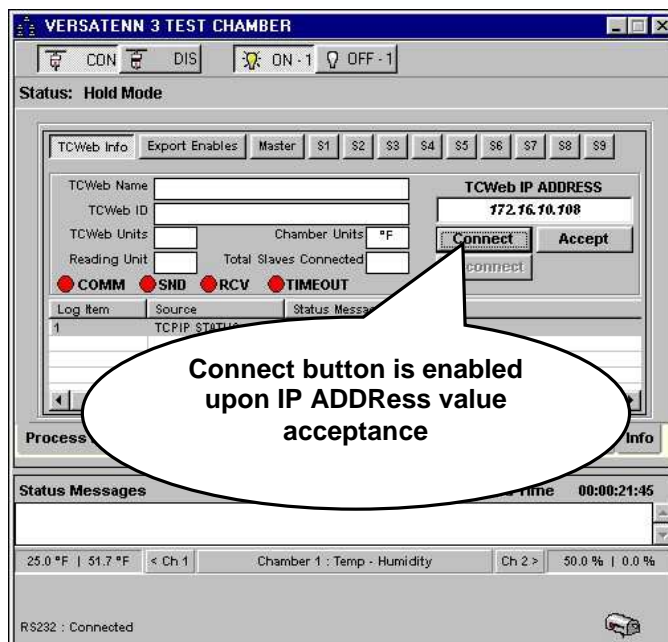 VERSATENN 3 TEST CHAMBER
CON DIS ON - 1 OFF - 1
Status: Hold Mode
TCWeb Info Export Enables Master S1 S2 S3 S4 S5 S6 S7 S8 S9
TCWeb Name
TCWeb IP ADDRESS
TCWeb ID
172.16.10.108
TCWeb Units Chamber Units °F
Connect Accept
Reading Unit Total Slaves Connected
COMM SND RCV TIMEOUT
Log Item Source Status
1 TCPIP
Connect button is enabled
upon IP ADDRess value
acceptance
Process Info
Status Messages Time 00:00:21:45
25.0 °F | 51.7 °F < Ch 1 Chamber 1 : Temp - Humidity Ch 2 > 50.0 % | 0.0 %
RS232 : Connected